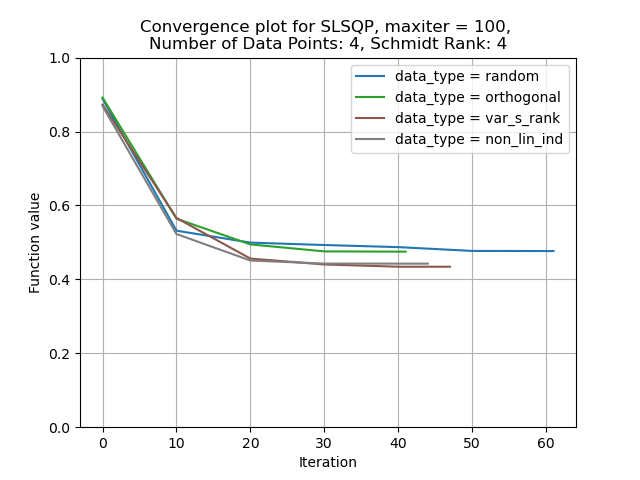 Convergence plot for SLSQP, maxiter = 100,
Number of Data Points: 4, Schmidt Rank: 4
data_type = random
data_type = orthogonal
data_type = var_s_rank
data_type = non_lin_ind
Function value
1.0
0.8
0.6
0.4
0.2
0.0
0 10 20 30 40 50 60
Iteration